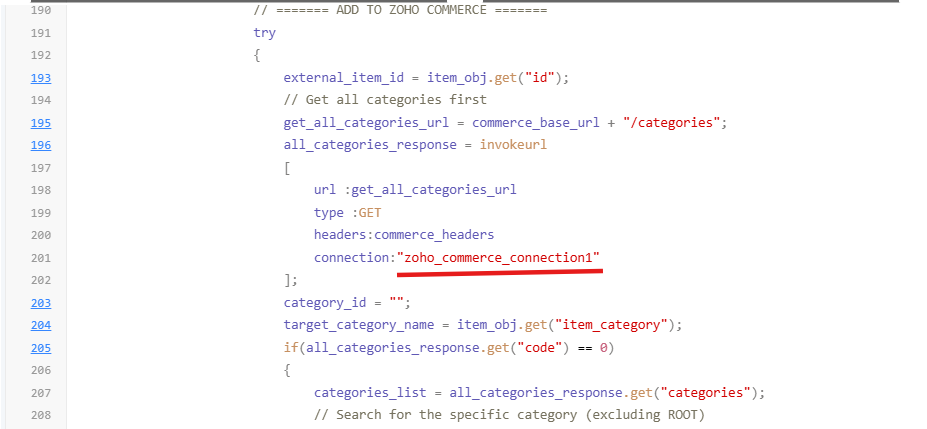 190 // ======= ADD TO ZOHO COMMERCE =======
191 try
192 {
193 external_item_id = item_obj.get("id");
194 // Get all categories first
195 get_all_categories_url = commerce_base_url + "/categories";
196 all_categories_response = invokeurl
197 [
198 url :get_all_categories_url
199 type :GET
200 headers:commerce_headers
201 connection:"zoho_commerce_connection1"
202 ];
203 category_id = "";
204 target_category_name = item_obj.get("item_category");
205 if(all_categories_response.get("code") == 0)
206 {
207 categories_list = all_categories_response.get("categories");
208 // Search for the specific category (excluding ROOT)